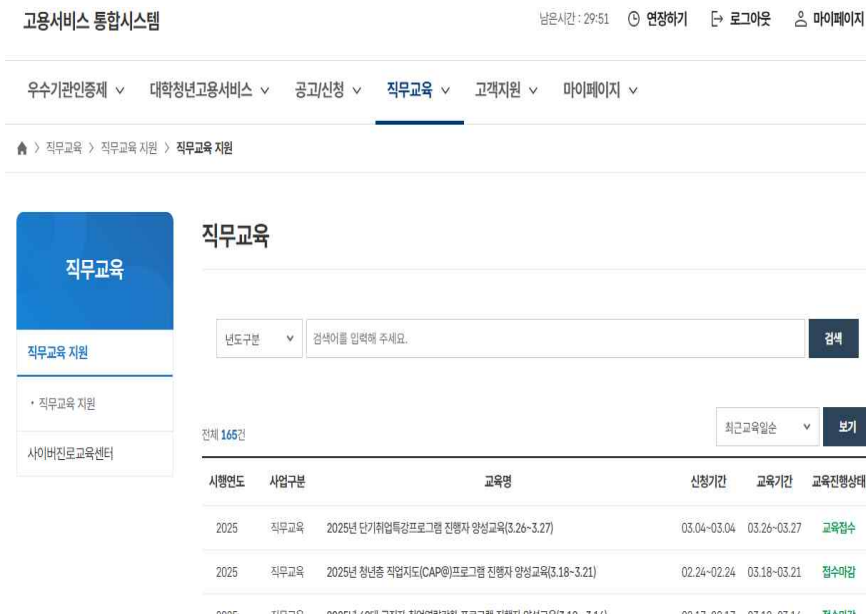 고용서비스 통합시스템
남은시간 : 29:51 연장하기 로그아웃 마이페이지
우수기관인증제 대학청년고용서비스 공고/신청 직무교육 고객지원 마이페이지
> 직무교육 > 직무교육 지원 > 직무교육 지원
직무교육
직무교육
년도구분 검색어를 입력해 주세요. 검색
직무교육 지원
· 직무교육 지원
사이버진로교육센터
전체 165건 최근교육일순 보기
시행연도 사업구분 교육명 신청기간 교육기간 교육진행상태
2025 직무교육 2025년 단기취업특강프로그램 진행자 양성교육(3.26~3.27) 03.04~03.04 03.26~03.27 교육접수
2025 직무교육 2025년 청년층 직업지도(CAP@)프로그램 진행자 양성교육(3.18~3.21) 02.24~02.24 03.18~03.21 접수마감